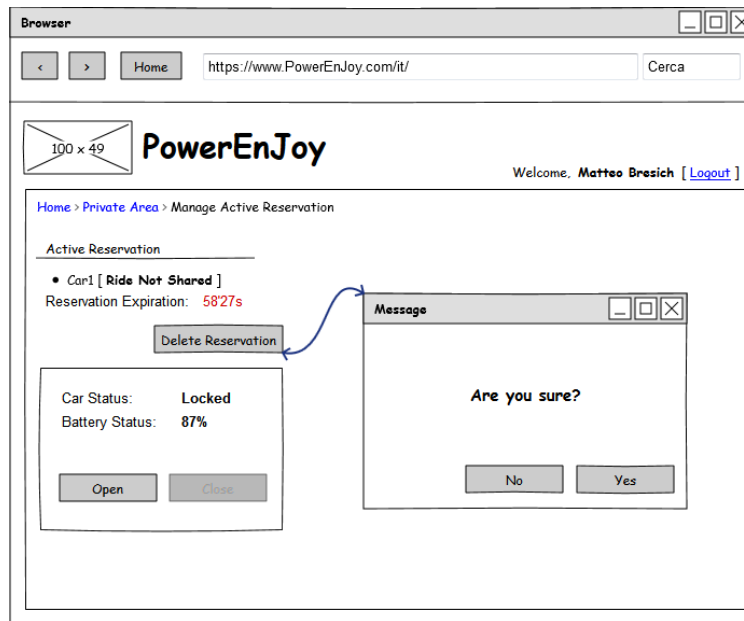 Browser
< > Home https://www.PowerEnJoy.com/it/ Cerca
100 x 49 PowerEnJoy
Welcome, Matteo Bresich [ Logout ]
Home > Private Area > Manage Active Reservation
Active Reservation
• Car1 [ Ride Not Shared ]
Reservation Expiration: 58'27s
Delete Reservation
Car Status: Locked
Battery Status: 87%
Open Close
Message
Are you sure?
No Yes